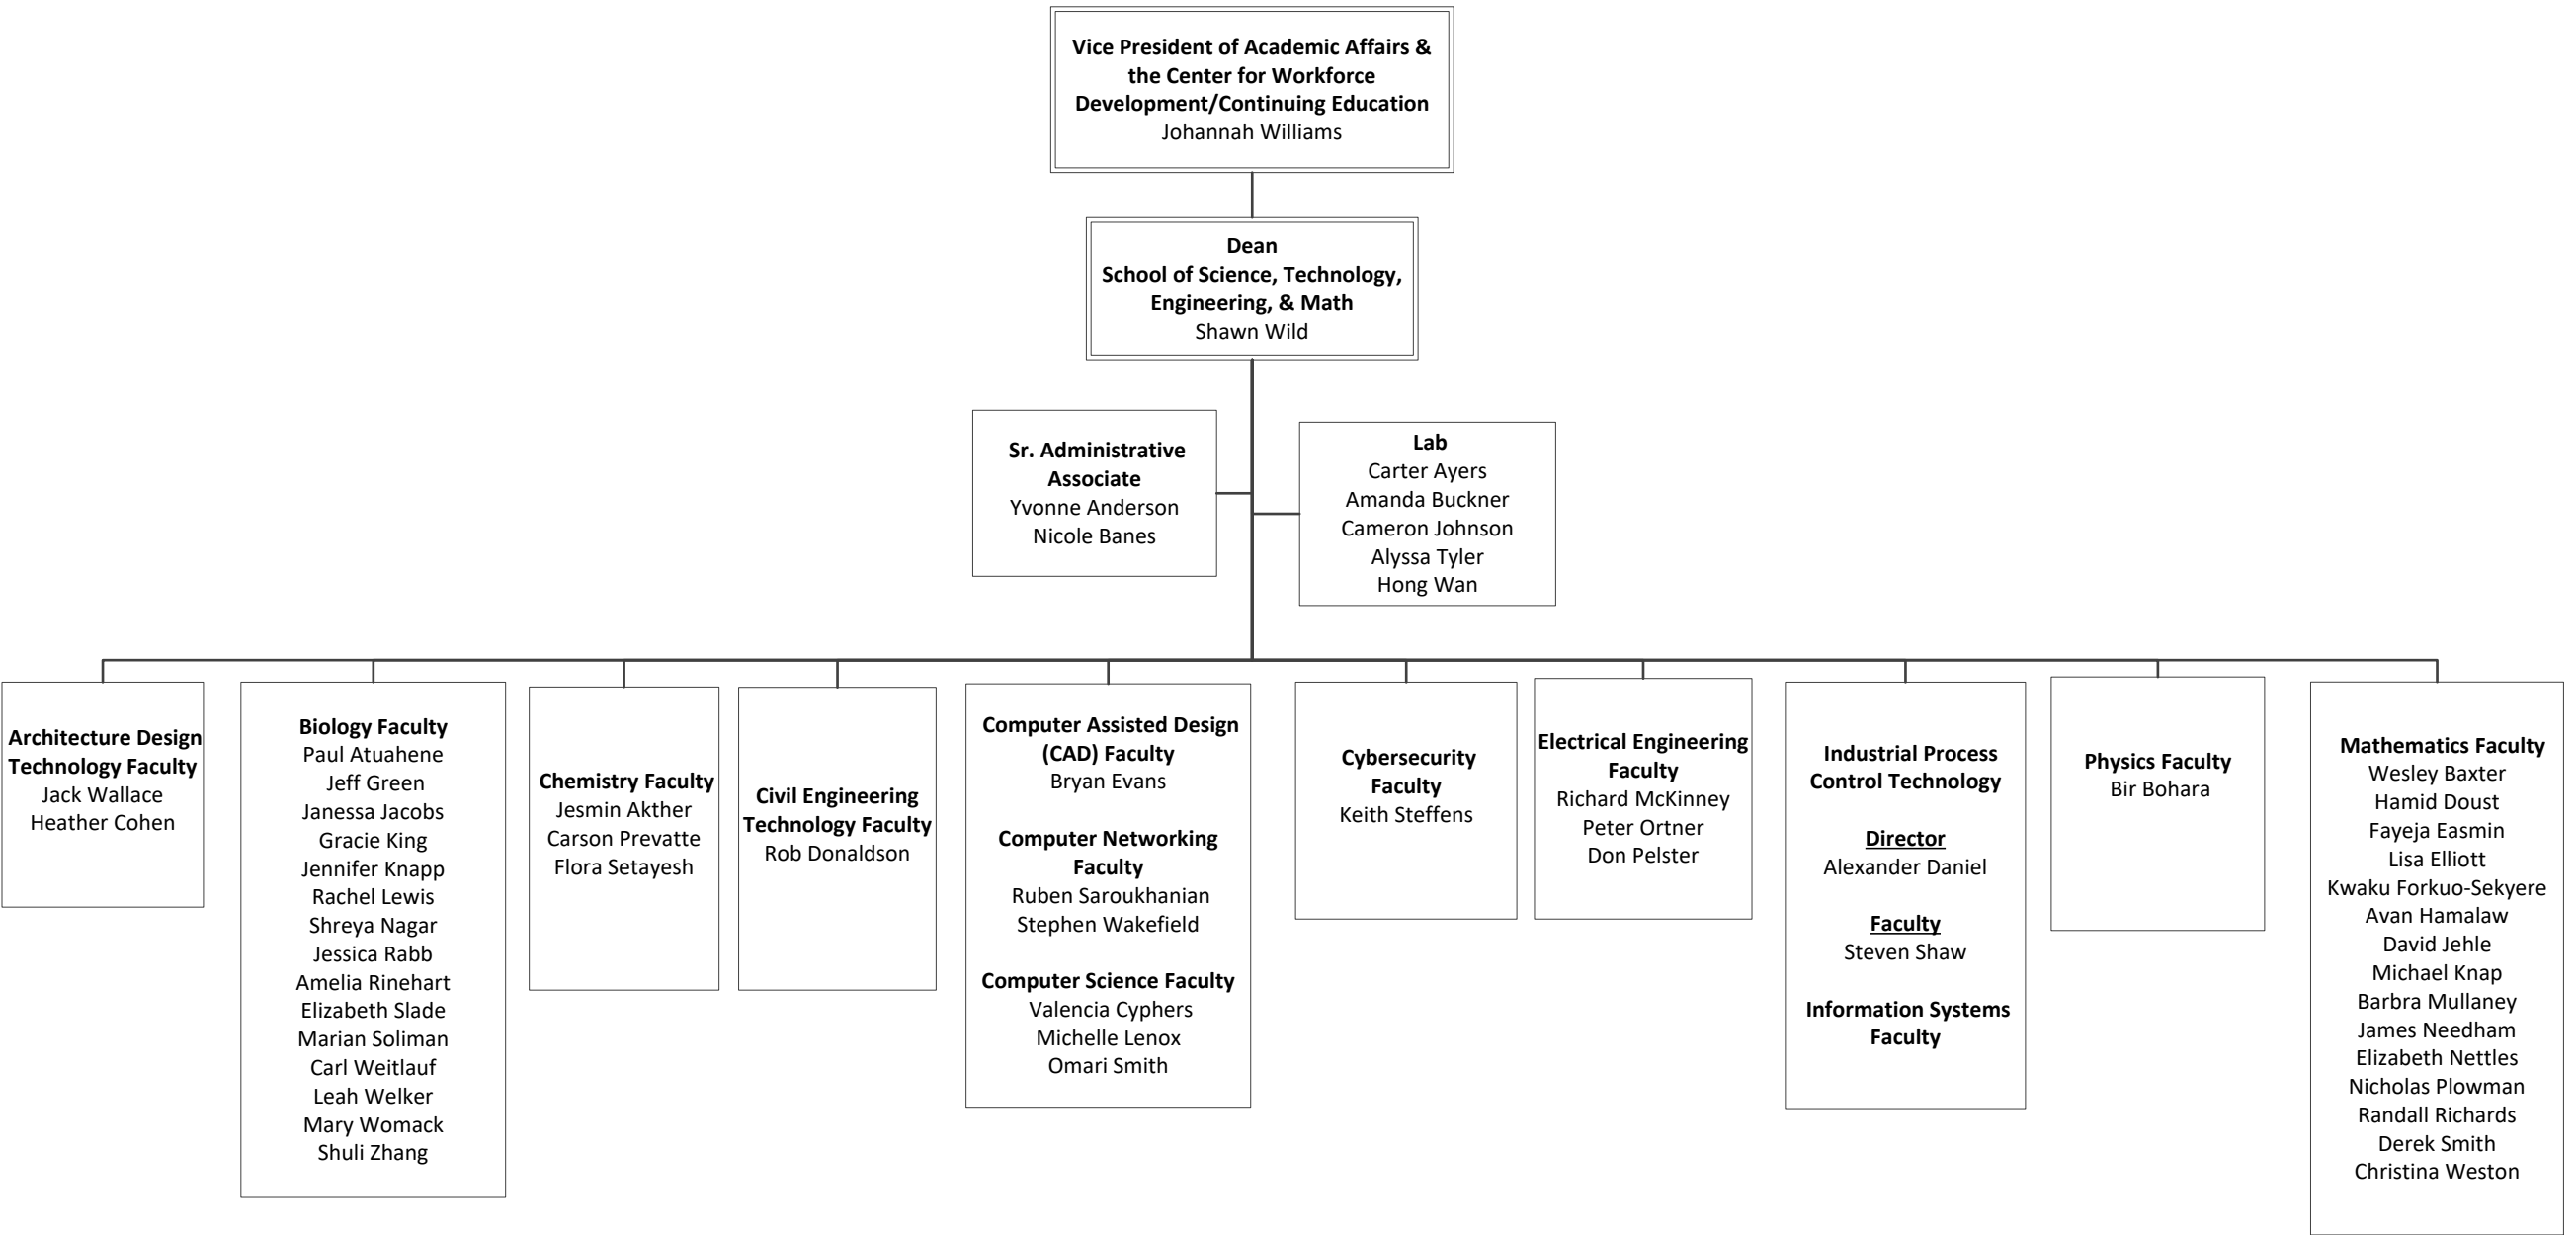 Vice President of Academic Affairs &
the Center for Workforce
Development/Continuing Education
Johannah Williams
Dean
School of Science, Technology,
Engineering, & Math
Shawn Wild
Sr. Administrative
Associate
Yvonne Anderson
Nicole Banes
Lab
Carter Ayers
Amanda Buckner
Cameron Johnson
Alyssa Tyler
Hong Wan
Architecture Design
Technology Faculty
Jack Wallace
Heather Cohen
Biology Faculty
Paul Atuahene
Jeff Green
Janessa Jacobs
Gracie King
Jennifer Knapp
Rachel Lewis
Shreya Nagar
Jessica Rabb
Amelia Rinehart
Elizabeth Slade
Marian Soliman
Carl Weitlauf
Leah Welker
Mary Womack
Shuli Zhang
Chemistry Faculty
Jesmin Akther
Carson Prevatte
Flora Setayesh
Civil Engineering
Technology Faculty
Rob Donaldson
Computer Assisted Design
(CAD) Faculty
Bryan Evans
Computer Networking
Faculty
Ruben Saroukhanian
Stephen Wakefield
Computer Science Faculty
Valencia Cyphers
Michelle Lenox
Omari Smith
Cybersecurity
Faculty
Keith Steffens
Electrical Engineering
Faculty
Richard McKinney
Peter Ortner
Don Pelster
Industrial Process
Control Technology
Director
Alexander Daniel
Faculty
Steven Shaw
Information Systems
Faculty
Physics Faculty
Bir Bohara
Mathematics Faculty
Wesley Baxter
Hamid Doust
Fayeja Easmin
Lisa Elliott
Kwaku Forkuo-Sekyere
Avan Hamalaw
David Jehle
Michael Knap
Barbra Mullaney
James Needham
Elizabeth Nettles
Nicholas Plowman
Randall Richards
Derek Smith
Christina Weston